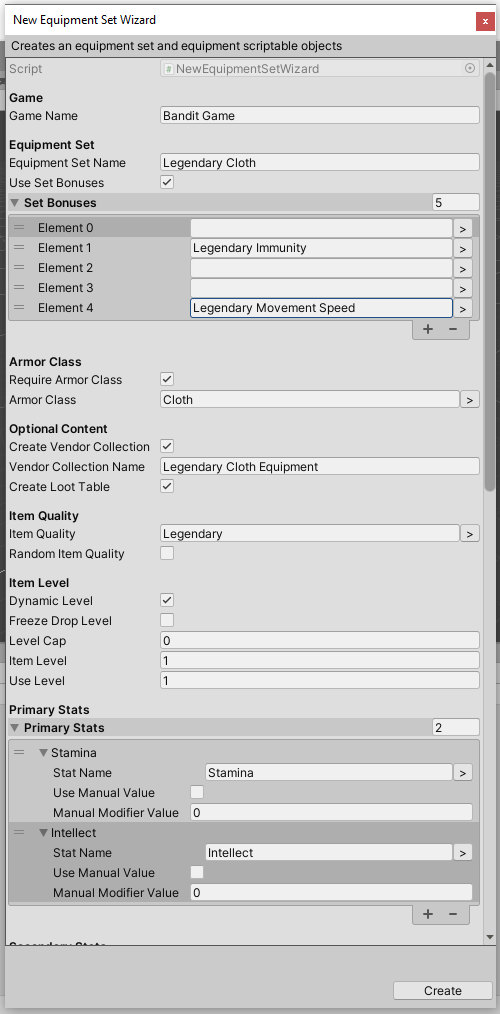 New Equipment Set Wizard
x
Creates an equipment set and equipment scriptable objects
Script # NewEquipmentSetWizard
Game
Game Name Bandit Game
Equipment Set
Equipment Set Name Legendary Cloth
Use Set Bonuses
Set Bonuses 5
Element 0 >
Element 1 Legendary Immunity >
Element 2 >
Element 3 >
Element 4 Legendary Movement Speed >
+ −
Armor Class
Require Armor Class
Armor Class Cloth >
Optional Content
Create Vendor Collection
Vendor Collection Name Legendary Cloth Equipment
Create Loot Table
Item Quality
Item Quality Legendary >
Random Item Quality
Item Level
Dynamic Level
Freeze Drop Level
Level Cap 0
Item Level 1
Use Level 1
Primary Stats
Primary Stats 2
Stamina
Stat Name Stamina >
Use Manual Value
Manual Modifier Value 0
Intellect
Stat Name Intellect >
Use Manual Value
Manual Modifier Value 0
+ −
Secondary Stats
Create